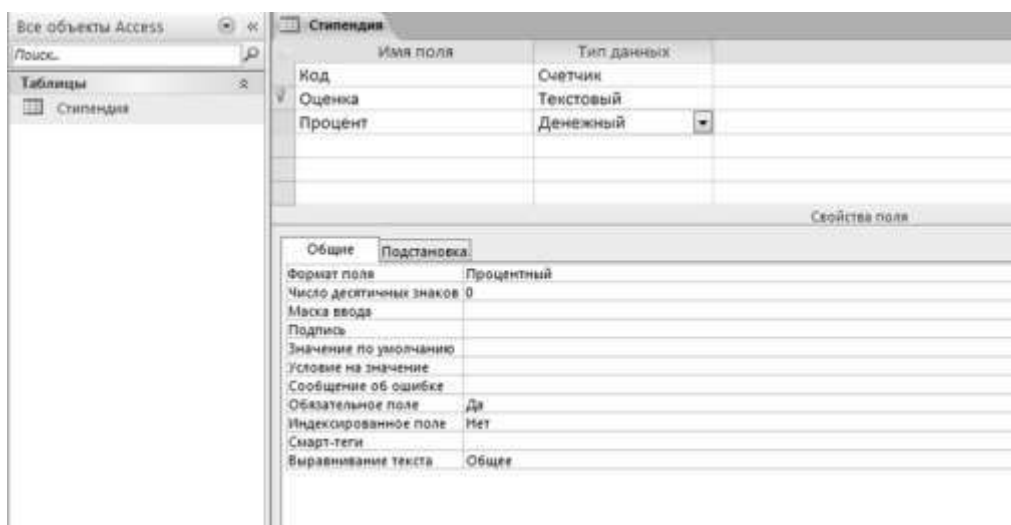 Все объекты Access
Поиск...
Таблицы
Стипендия
Стипендия
Имя поля Тип данных
Код Счетчик
Оценка Текстовый
Процент Денежный
Свойства поля
Общие Подстановка
Формат поля Процентный
Число десятичных знаков 0
Маска ввода
Подпись
Значение по умолчанию
Условие на значение
Сообщение об ошибке
Обязательное поле Да
Индексированное поле Нет
Смарт-теги
Выравнивание текста Общее